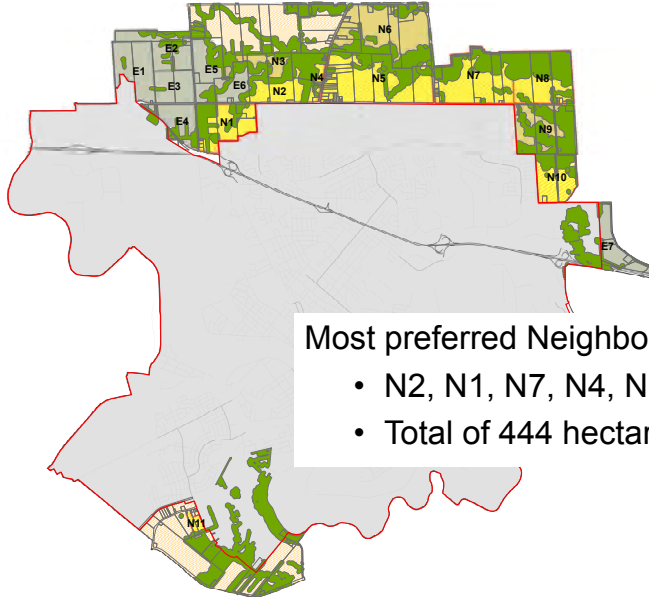 N6
E2
E1
E5
N3
E3
E6
N2
N4
N5
N7
N8
E4
N1
N9
N10
E7
Most preferred Neighbo
• N2, N1, N7, N4, N
• Total of 444 hectar
N11